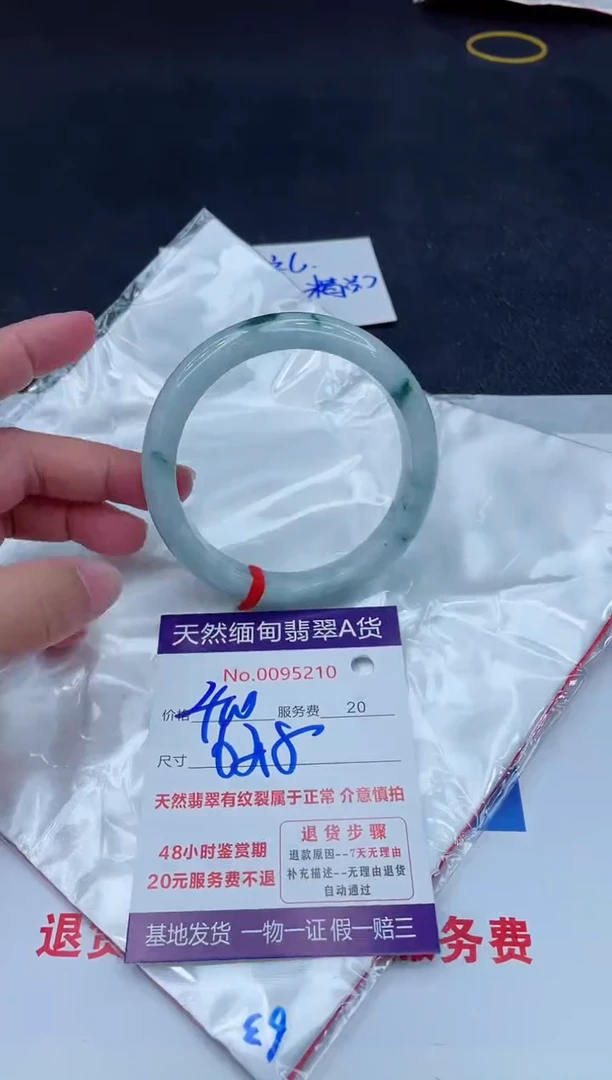 天然缅甸翡翠A货
No.0095210
价格 服务费 20
尺寸
天然翡翠有纹裂属于正常 介意慎拍
48小时鉴赏期
20元服务费不退
退货步骤
退款原因--7天无理由
补充描述--无理由退货
自动通过
基地发货 一物一证 假一赔三
退货
服务费
63